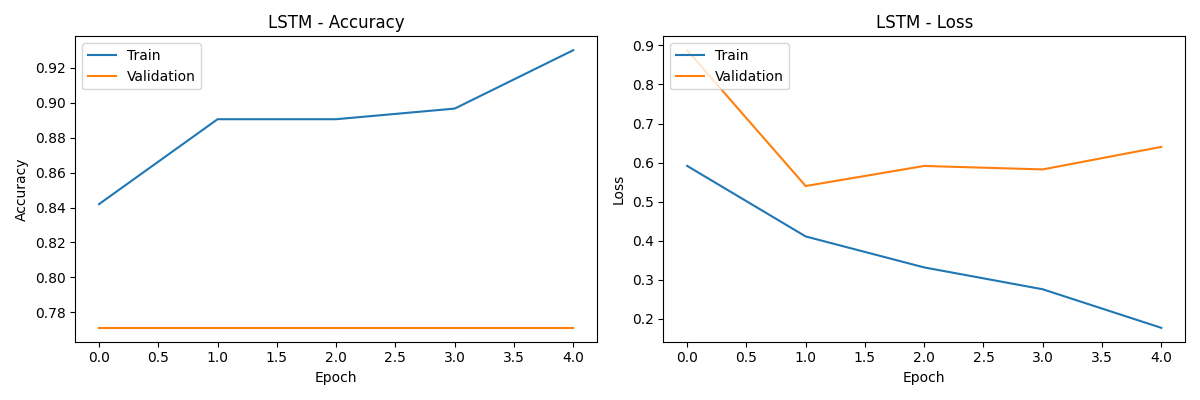 LSTM - Accuracy
Train
Validation
0.92
0.90
0.88
0.86
0.84
0.82
0.80
0.78
Accuracy
0.0 0.5 1.0 1.5 2.0 2.5 3.0 3.5 4.0
Epoch
LSTM - Loss
Train
Validation
0.9
0.8
0.7
0.6
0.5
0.4
0.3
0.2
Loss
0.0 0.5 1.0 1.5 2.0 2.5 3.0 3.5 4.0
Epoch